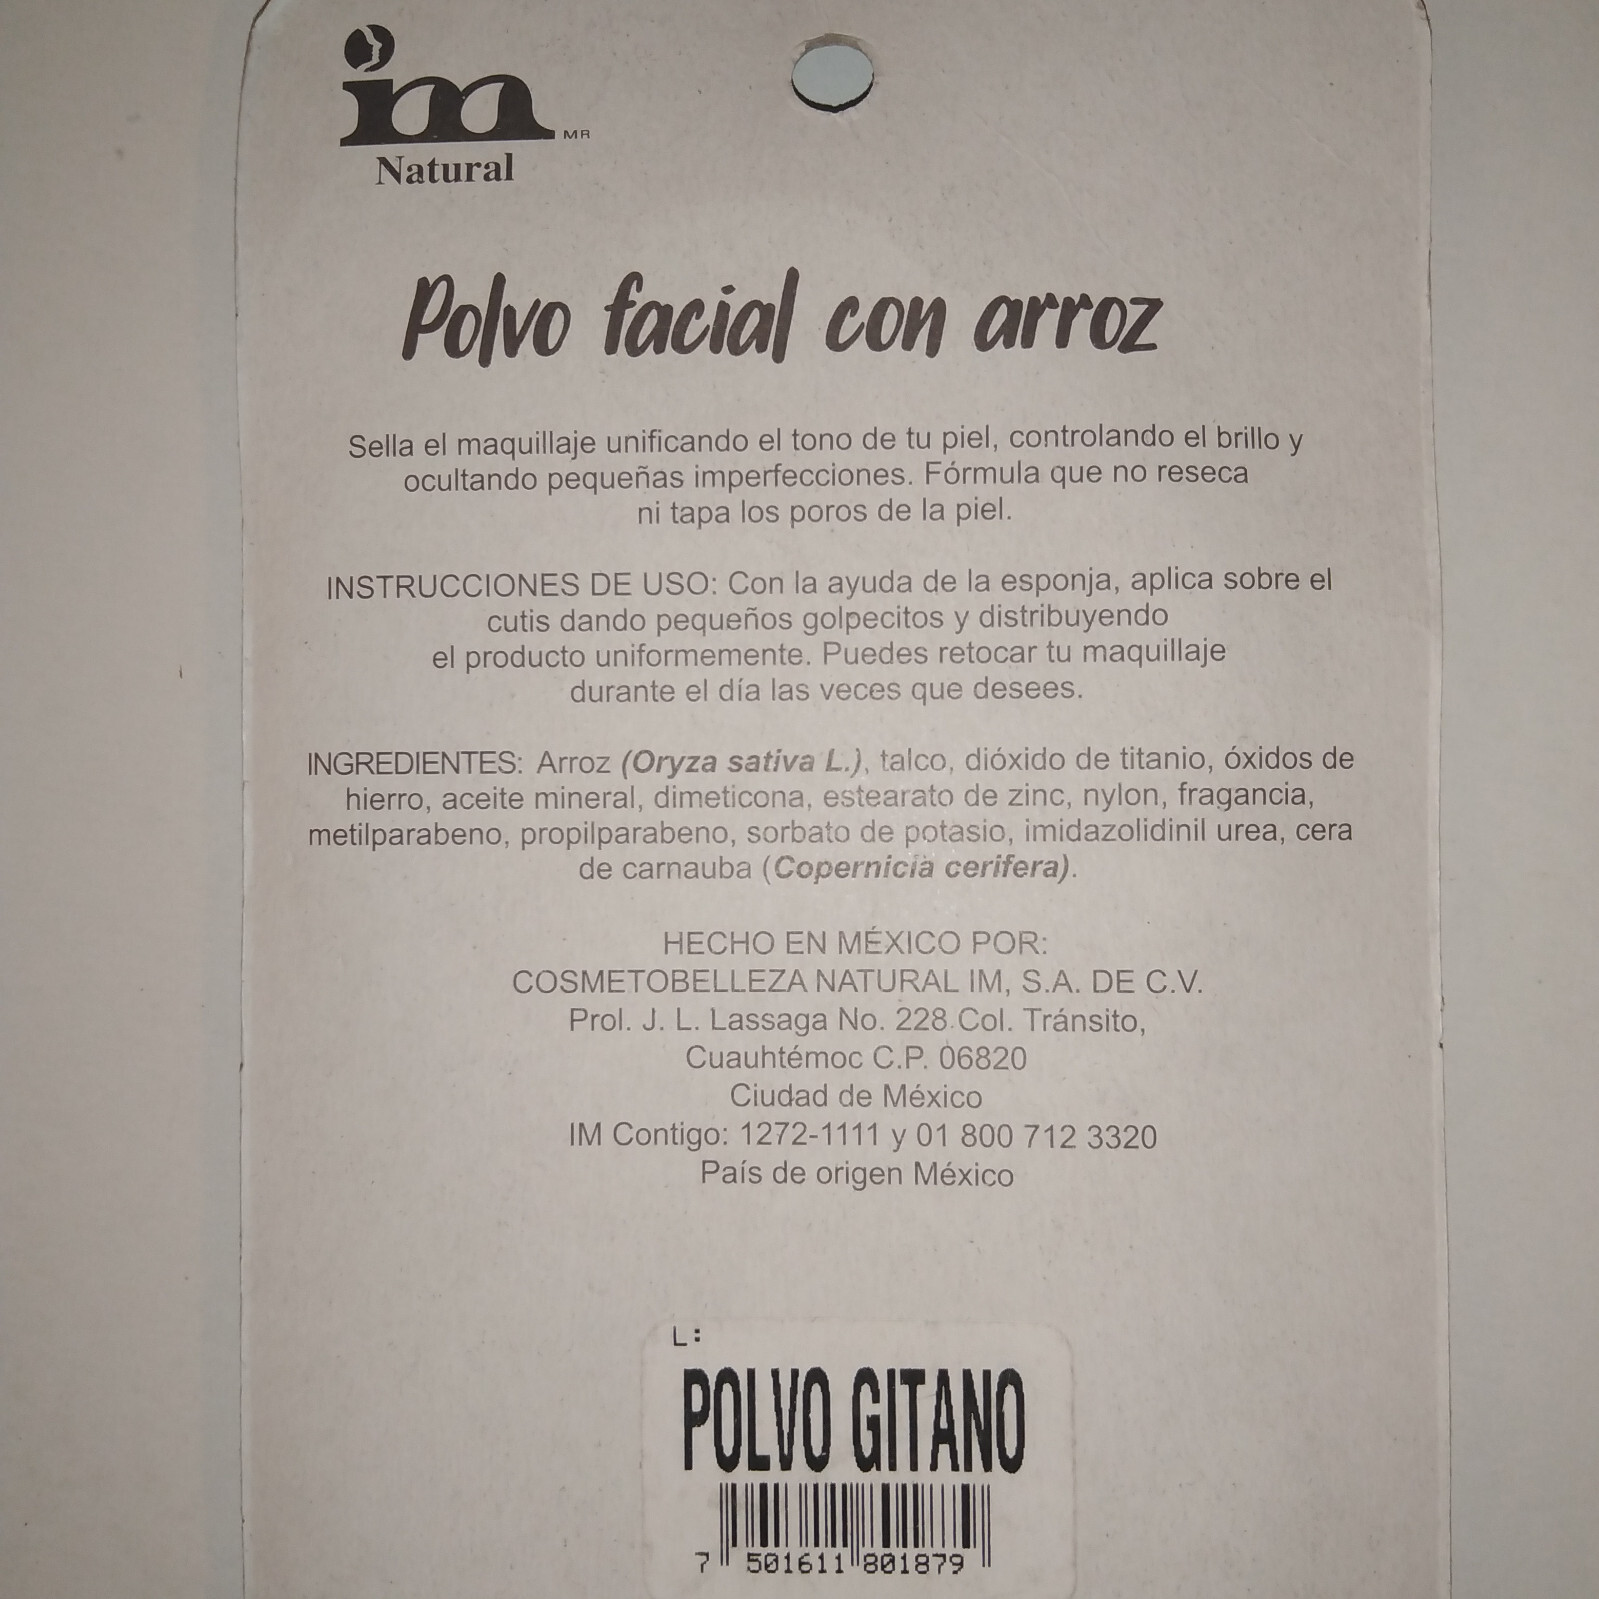 im MR
Natural
Polvo facial con arroz
Sella el maquillaje unificando el tono de tu piel, controlando el brillo y
ocultando pequeñas imperfecciones. Fórmula que no reseca
ni tapa los poros de la piel.
INSTRUCCIONES DE USO: Con la ayuda de la esponja, aplica sobre el
cutis dando pequeños golpecitos y distribuyendo
el producto uniformemente. Puedes retocar tu maquillaje
durante el día las veces que desees.
INGREDIENTES: Arroz (Oryza sativa L.), talco, dióxido de titanio, óxidos de
hierro, aceite mineral, dimeticona, estearato de zinc, nylon, fragancia,
metilparabeno, propilparabeno, sorbato de potasio, imidazolidinil urea, cera
de carnauba (Copernicia cerifera).
HECHO EN MÉXICO POR:
COSMETOBELLEZA NATURAL IM, S.A. DE C.V.
Prol. J. L. Lassaga No. 228 Col. Tránsito,
Cuauhtémoc C.P. 06820
Ciudad de México
IM Contigo: 1272-1111 y 01 800 712 3320
País de origen México
L:
POLVO GITANO
7 501611 801879